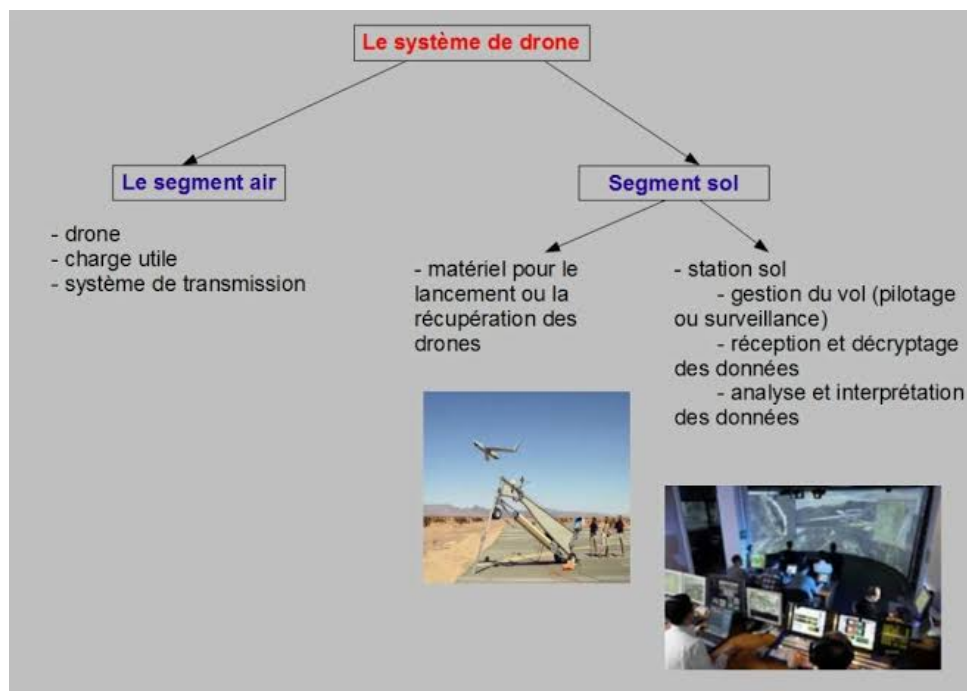 Le système de drone
Le segment air
- drone
- charge utile
- système de transmission
Segment sol
- matériel pour le
lancement ou la
récupération des
drones
- station sol
- gestion du vol (pilotage
ou surveillance)
- réception et décryptage
des données
- analyse et interprétation
des données